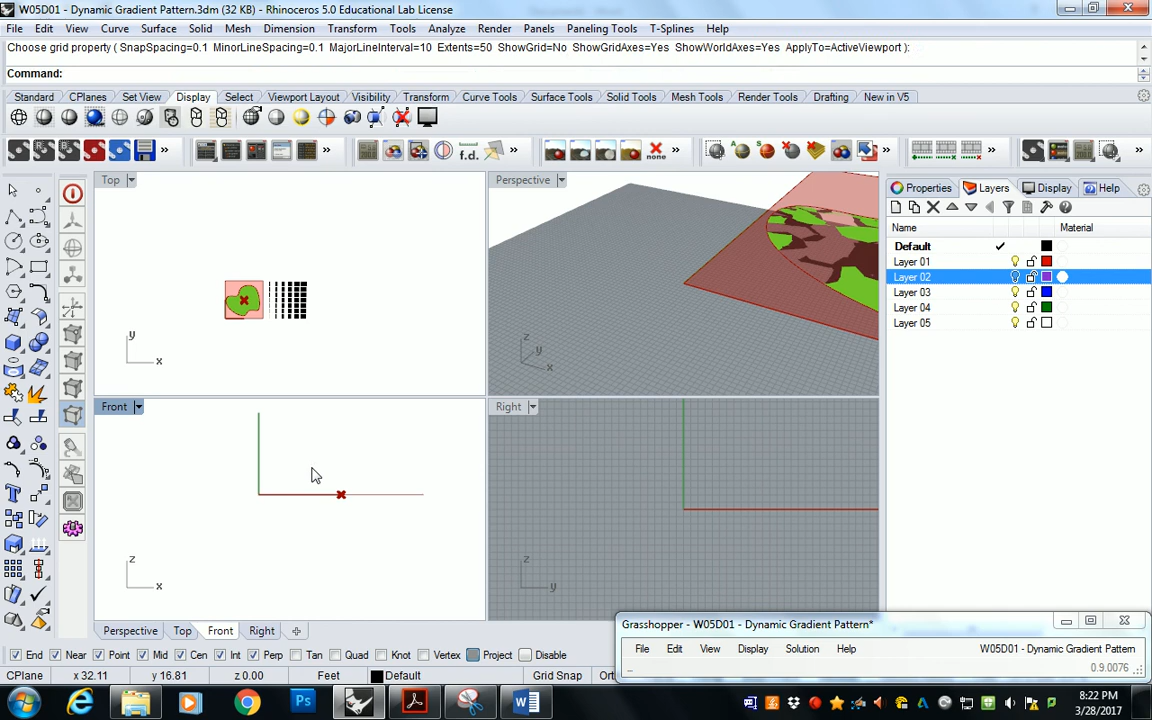 W05D01 - Dynamic Gradient Pattern.3dm (32 KB) - Rhinoceros 5.0 Educational Lab License
File Edit View Curve Surface Solid Mesh Dimension Transform Tools Analyze Render Panels Paneling Tools T-Splines Help
Choose grid property ( SnapSpacing=0.1 MinorLineSpacing=0.1 MajorLineInterval=10 Extents=50 ShowGrid=No ShowGridAxes=Yes ShowWorldAxes=Yes ApplyTo=ActiveViewport ):
Command:
Standard CPlanes Set View Display Select Viewport Layout Visibility Transform Curve Tools Surface Tools Solid Tools Mesh Tools Render Tools Drafting New in V5
f.d. none
Top Perspective
Properties Layers Display Help
Name Material
Default
Layer 01
Layer 02
Layer 03
Layer 04
Layer 05
y
x
z
y
x
Front Right
z
x
z
y
Perspective Top Front Right
Grasshopper - W05D01 - Dynamic Gradient Pattern*
File Edit View Display Solution Help W05D01 - Dynamic Gradient Pattern
0.9.0076
End Near Point Mid Cen Int Perp Tan Quad Knot Vertex Project Disable
CPlane x 32.11 y 16.81 z 0.00 Feet Default Grid Snap
8:22 PM
3/28/2017